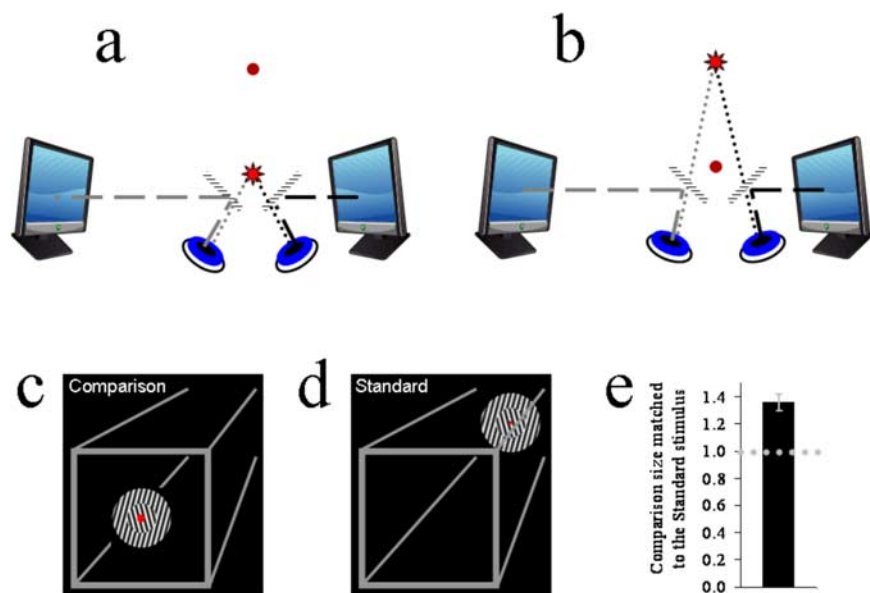 a
b
c
Comparison
d
Standard
e
Comparison size matched
to the Standard stimulus
1.4
1.2
1.0
0.8
0.6
0.4
0.2
0.0